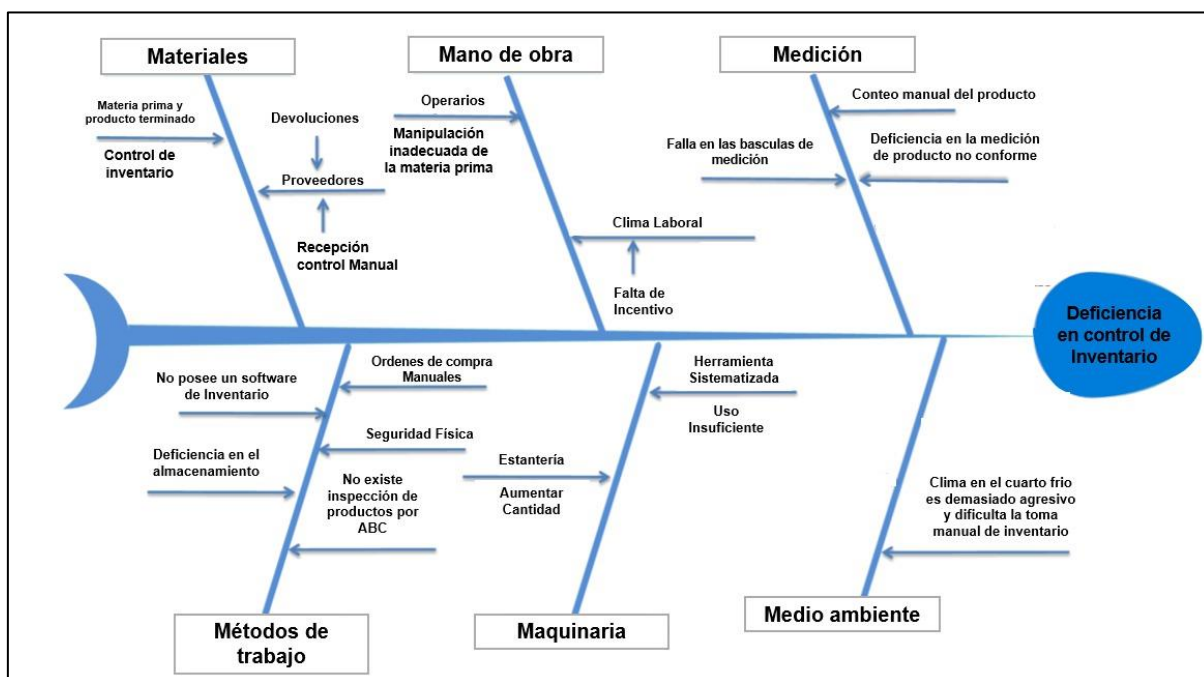 Materiales
Mano de obra
Medición
Materia prima y
producto terminado
Control de
inventario
Devoluciones
Proveedores
Recepción
control Manual
Operarios
Manipulación
inadecuada de
la materia prima
Clima Laboral
Falta de
Incentivo
Conteo manual del producto
Falla en las basculas de
medición
Deficiencia en la medición
de producto no conforme
Deficiencia
en control de
Inventario
No posee un software
de Inventario
Ordenes de compra
Manuales
Deficiencia en el
almacenamiento
Seguridad Física
No existe
inspección de
productos por
ABC
Herramienta
Sistematizada
Uso
Insuficiente
Estantería
Aumentar
Cantidad
Clima en el cuarto frio
es demasiado agresivo
y dificulta la toma
manual de inventario
Métodos de
trabajo
Maquinaria
Medio ambiente